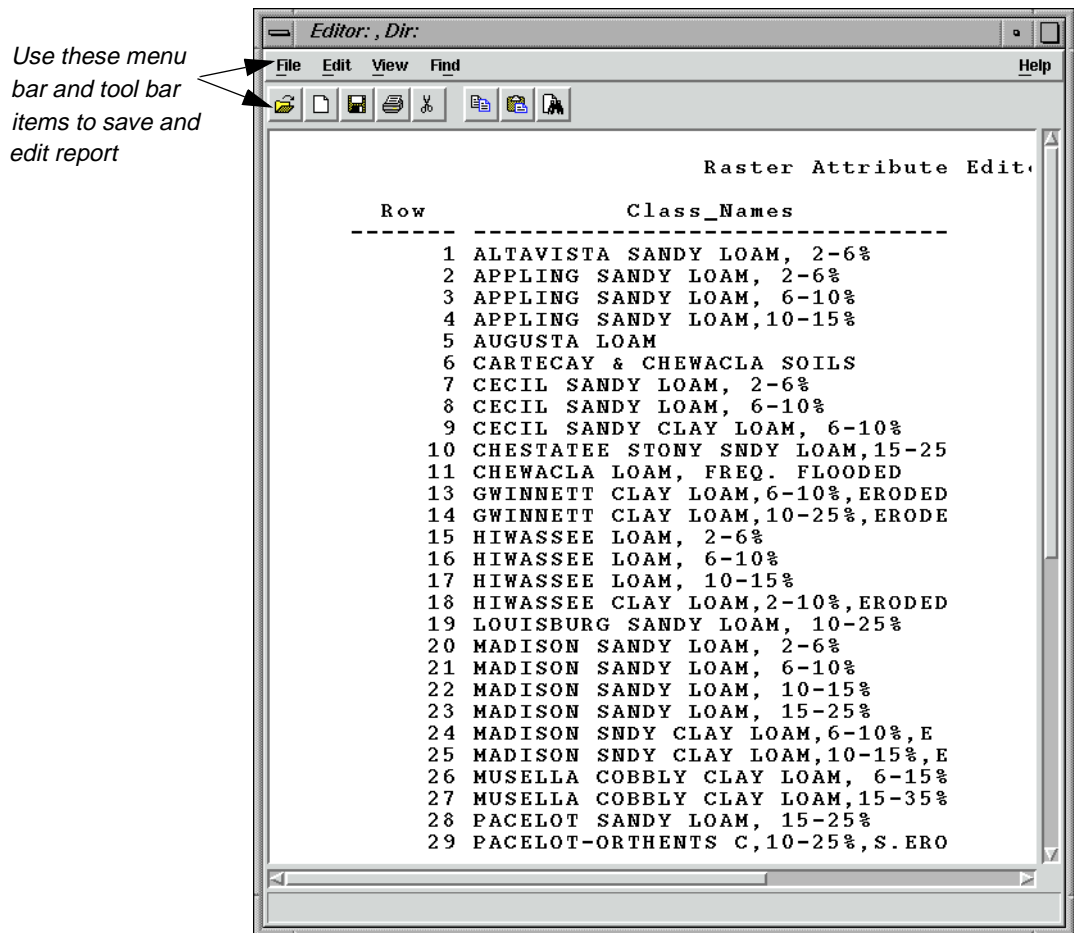 Editor: , Dir:
Use these menu
bar and tool bar
items to save and
edit report
File Edit View Find Help
Raster Attribute
Row Class_Names
------- --------------------------------
1 ALTAVISTA SANDY LOAM, 2-6%
2 APPLING SANDY LOAM, 2-6%
3 APPLING SANDY LOAM, 6-10%
4 APPLING SANDY LOAM,10-15%
5 AUGUSTA LOAM
6 CARTECAY & CHEWACLA SOILS
7 CECIL SANDY LOAM, 2-6%
8 CECIL SANDY LOAM, 6-10%
9 CECIL SANDY CLAY LOAM, 6-10%
10 CHESTATEE STONY SNDY LOAM,15-25
11 CHEWACLA LOAM, FREQ. FLOODED
13 GWINNETT CLAY LOAM,6-10%,ERODED
14 GWINNETT CLAY LOAM,10-25%,ERODE
15 HIWASSEE LOAM, 2-6%
16 HIWASSEE LOAM, 6-10%
17 HIWASSEE LOAM, 10-15%
18 HIWASSEE CLAY LOAM,2-10%,ERODED
19 LOUISBURG SANDY LOAM, 10-25%
20 MADISON SANDY LOAM, 2-6%
21 MADISON SANDY LOAM, 6-10%
22 MADISON SANDY LOAM, 10-15%
23 MADISON SANDY LOAM, 15-25%
24 MADISON SNDY CLAY LOAM,6-10%,E
25 MADISON SNDY CLAY LOAM,10-15%,E
26 MUSELLA COBBLY CLAY LOAM, 6-15%
27 MUSELLA COBBLY CLAY LOAM,15-35%
28 PACELOT SANDY LOAM, 15-25%
29 PACELOT-ORTHENTS C,10-25%,S.ERO